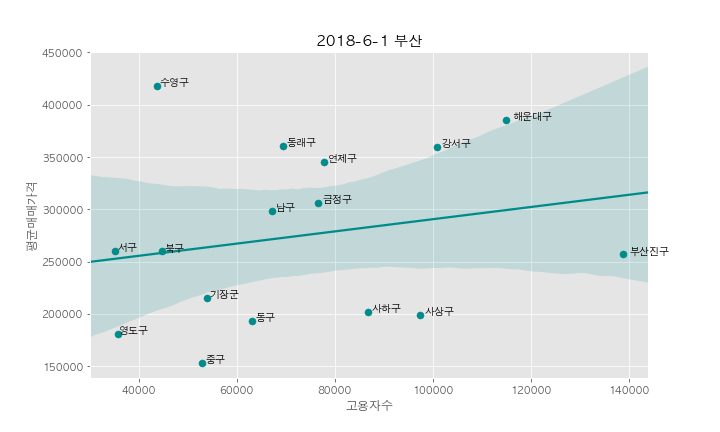 2018-6-1 부산
450000
수영구
400000
해운대구
동래구
강서구
350000
연제구
금정구
남구
300000
평균매매가격
서구
북구
부산진구
250000
기장군
사하구
사상구
동구
200000
영도구
중구
150000
40000
60000
80000
100000
120000
140000
고용자수